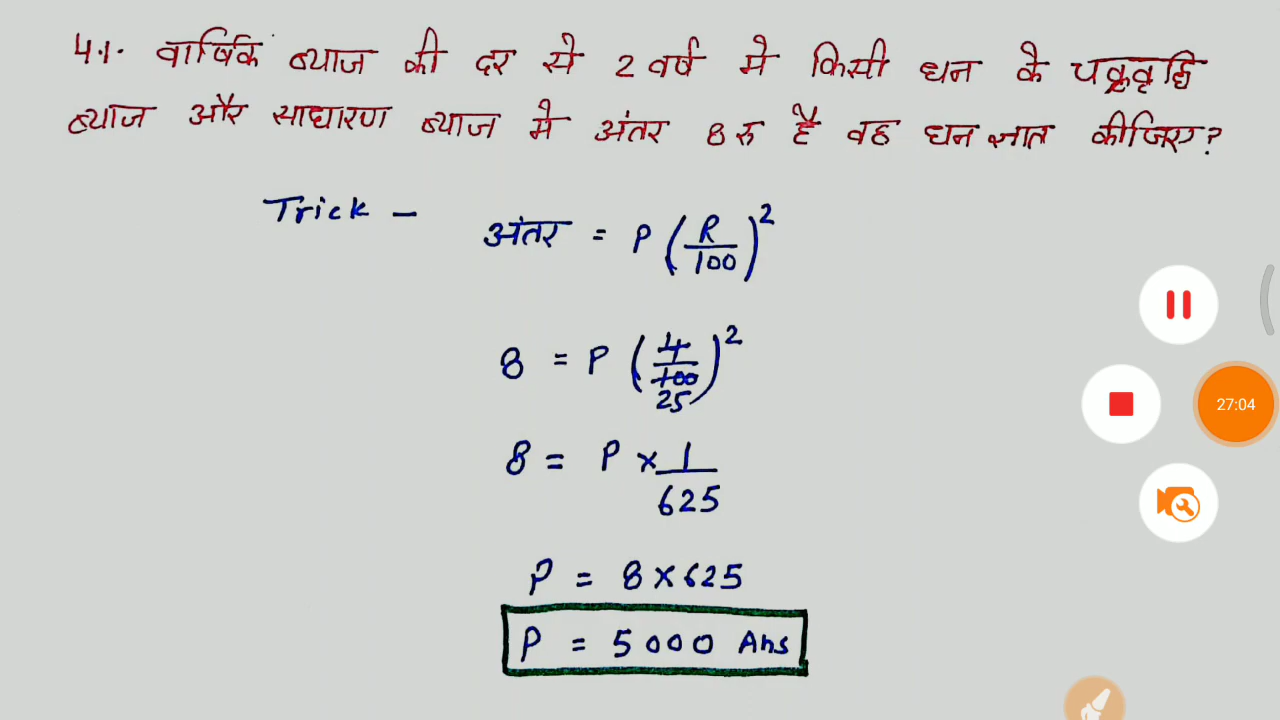 4.1. वार्षिक ब्याज की दर से 2 वर्ष मे किसी धन के चक्रवृद्धि
ब्याज और साधारण ब्याज मे अंतर 8 रु है वह धन ज्ञात कीजिए?
Trick - अंतर = P (R/100)²
8 = P (4/100)²
25
8 = P × 1/625
P = 8×625
P = 5000 Ans
27:04